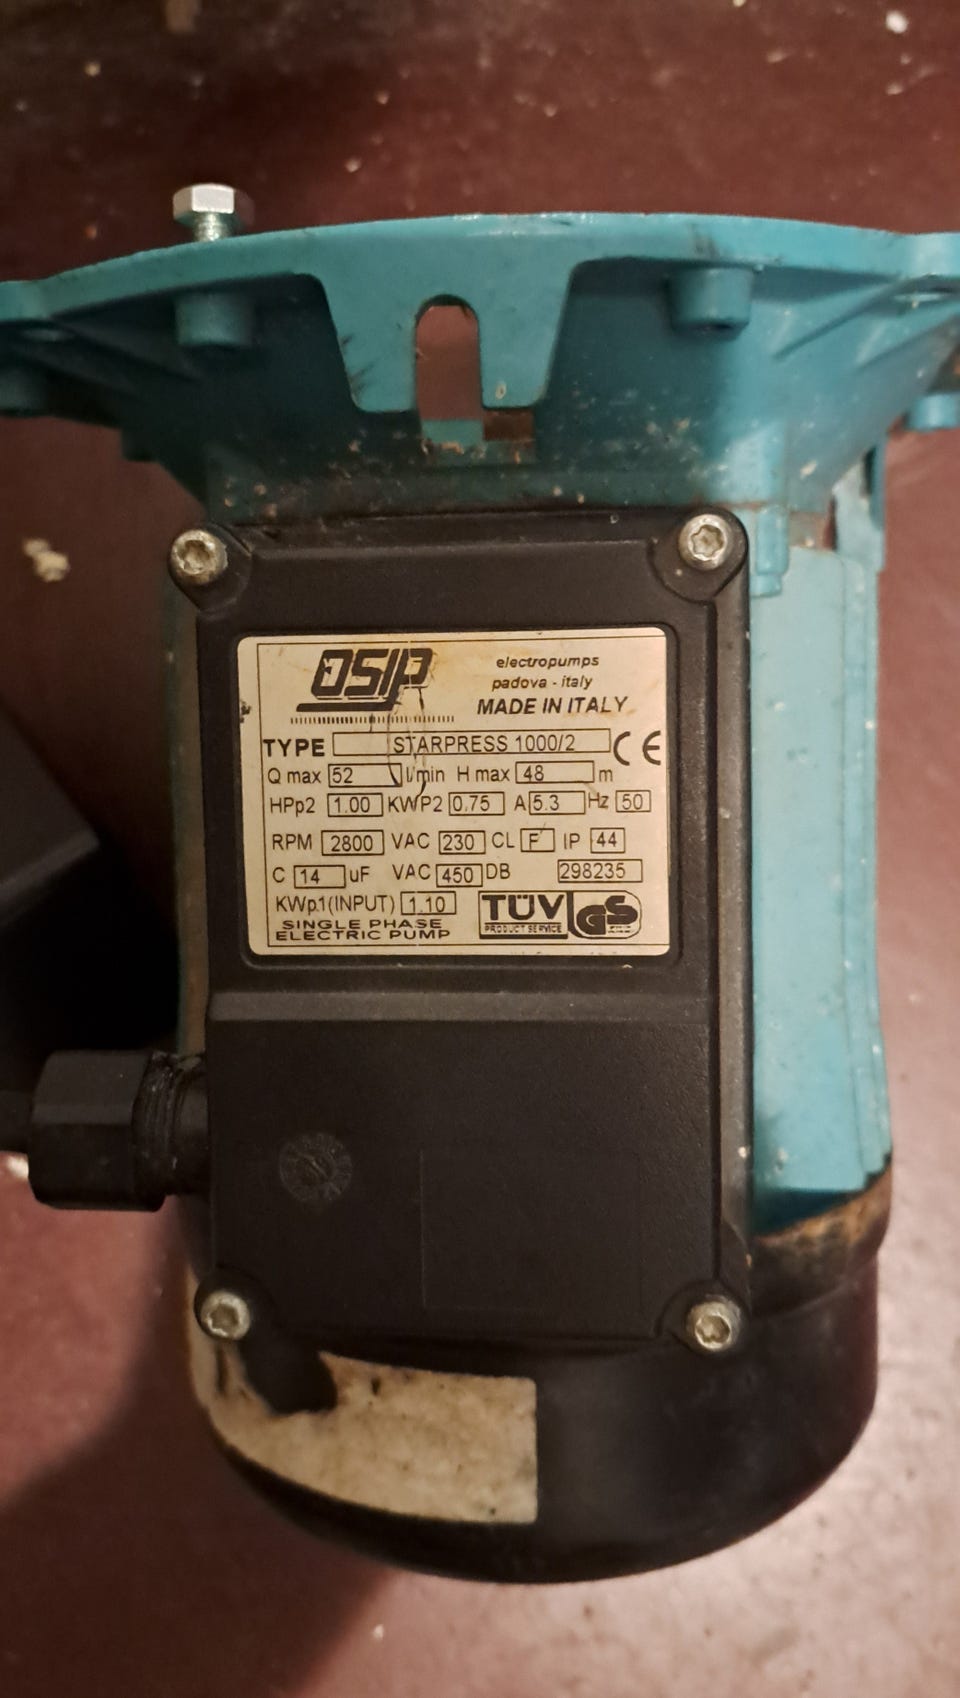 OSIP
electropumps
padova - italy
MADE IN ITALY
TYPE STARPRESS 1000/2 CE
Q max 52 l/min H max 48 m
HPp2 1.00 KWP2 0.75 A 5.3 Hz 50
RPM 2800 VAC 230 CL F IP 44
C 14 uF VAC 450 DB 298235
KWp1(INPUT) 1.10
SINGLE PHASE
ELECTRIC PUMP
TÜV
PRODUCT SERVICE
GS